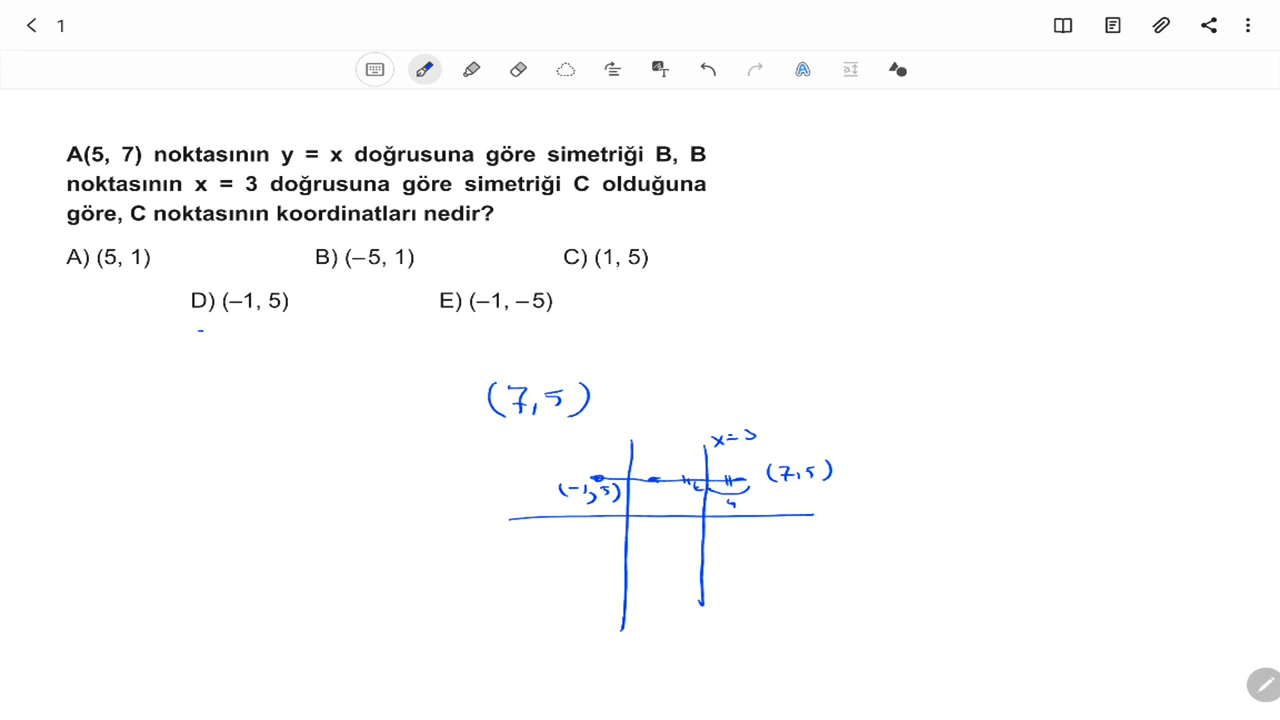 1
A(5, 7) noktasının y = x doğrusuna göre simetriği B, B
noktasının x = 3 doğrusuna göre simetriği C olduğuna
göre, C noktasının koordinatları nedir?
A) (5, 1) B) (–5, 1) C) (1, 5)
D) (–1, 5) E) (–1, –5)
(7,5)
x=3
(7,5)
(-1,5)
4